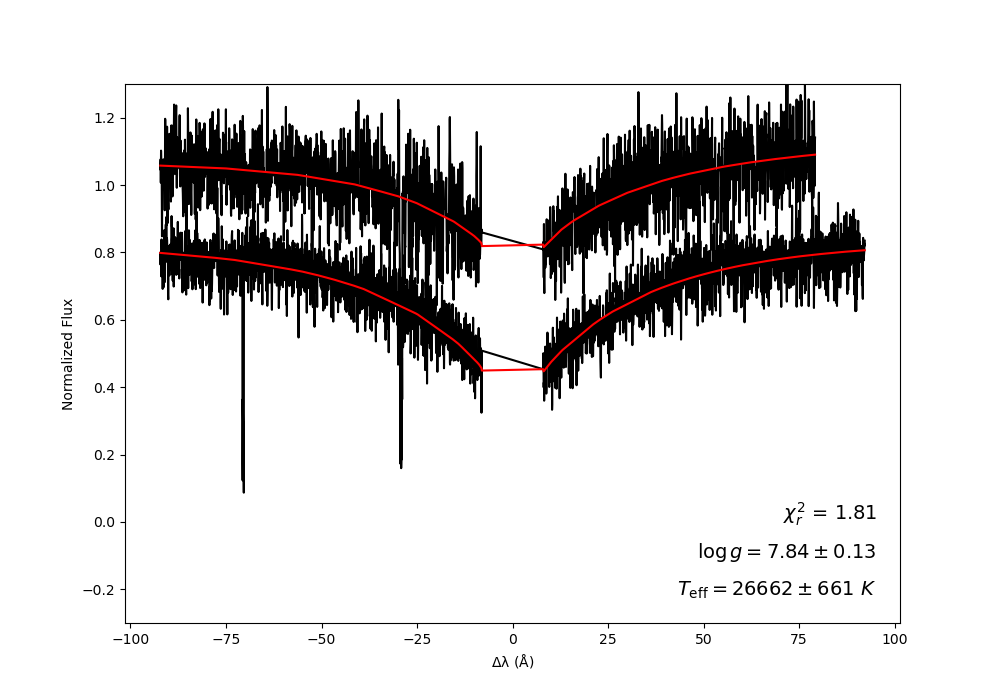 1.2
1.0
0.8
0.6
0.4
0.2
0.0
−0.2
Normalized Flux
χ²ᵣ = 1.81
log g = 7.84 ± 0.13
T_eff = 26662 ± 661 K
−100 −75 −50 −25 0 25 50 75 100
Δλ (Å)